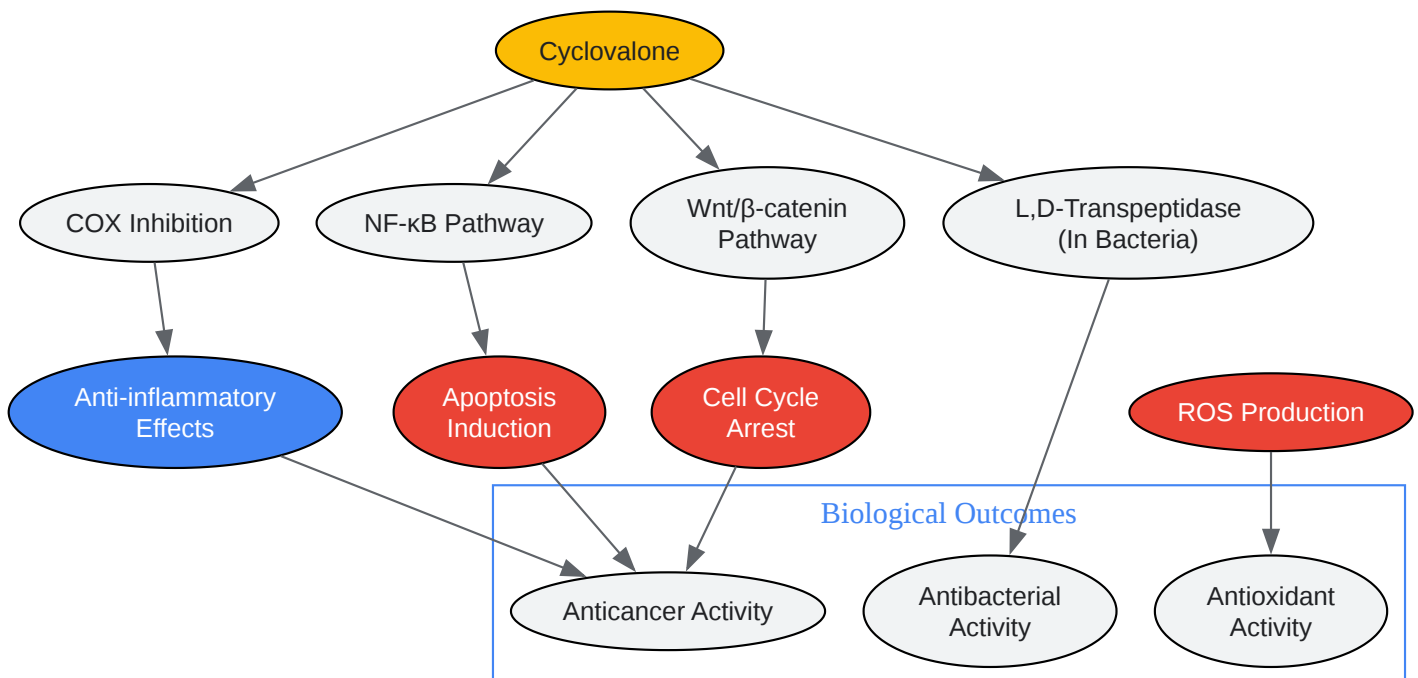 Cyclovalone
COX Inhibition
NF-κB Pathway
Wnt/β-catenin
Pathway
L,D-Transpeptidase
(In Bacteria)
Anti-inflammatory
Effects
Apoptosis
Induction
Cell Cycle
Arrest
ROS Production
Biological Outcomes
Anticancer Activity
Antibacterial
Activity
Antioxidant
Activity